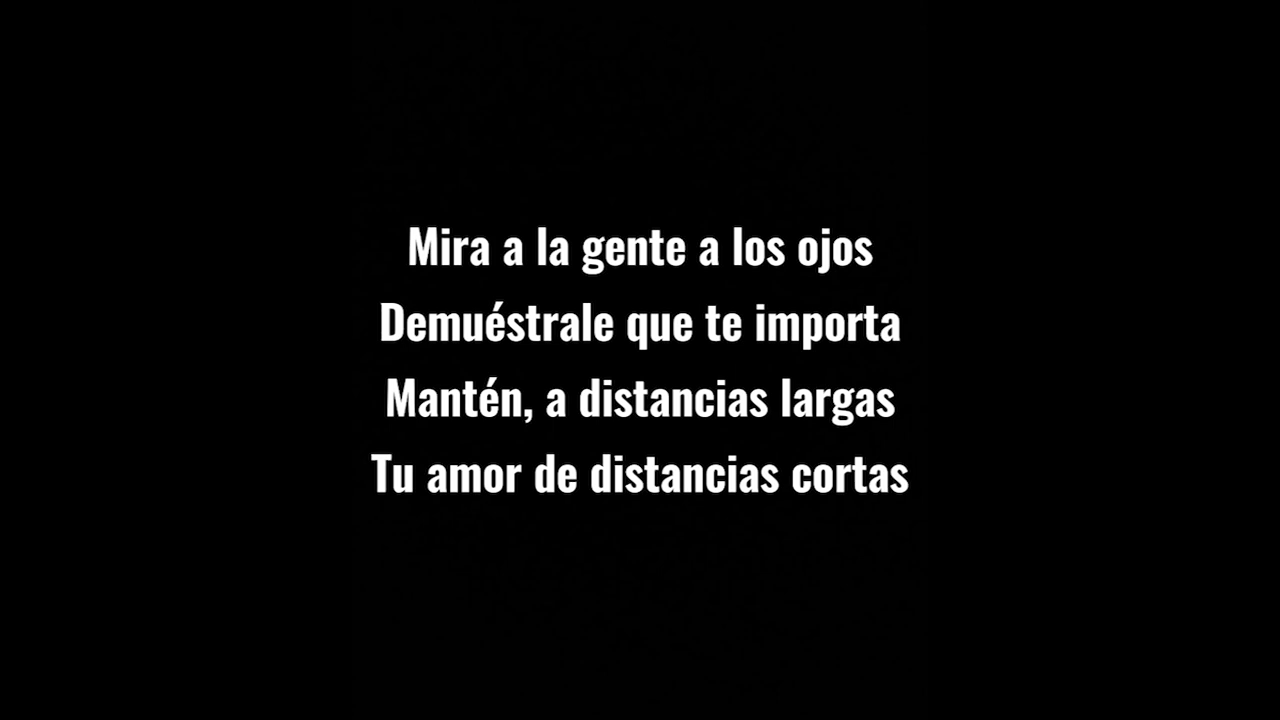 Mira a la gente a los ojos
Demuéstrale que te importa
Mantén, a distancias largas
Tu amor de distancias cortas